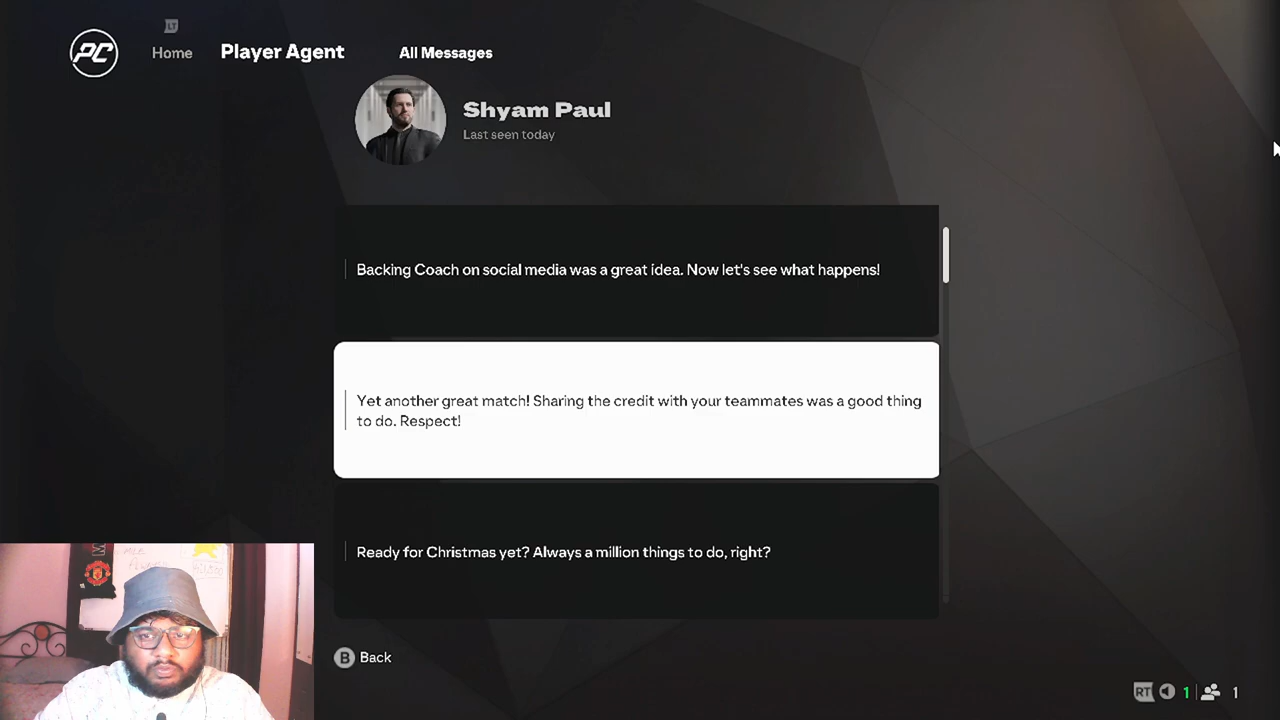 LT
PC
Home
Player Agent
All Messages
Shyam Paul
Last seen today
Backing Coach on social media was a great idea. Now let's see what happens!
Yet another great match! Sharing the credit with your teammates was a good thing
to do. Respect!
Ready for Christmas yet? Always a million things to do, right?
B Back
RT 1 1